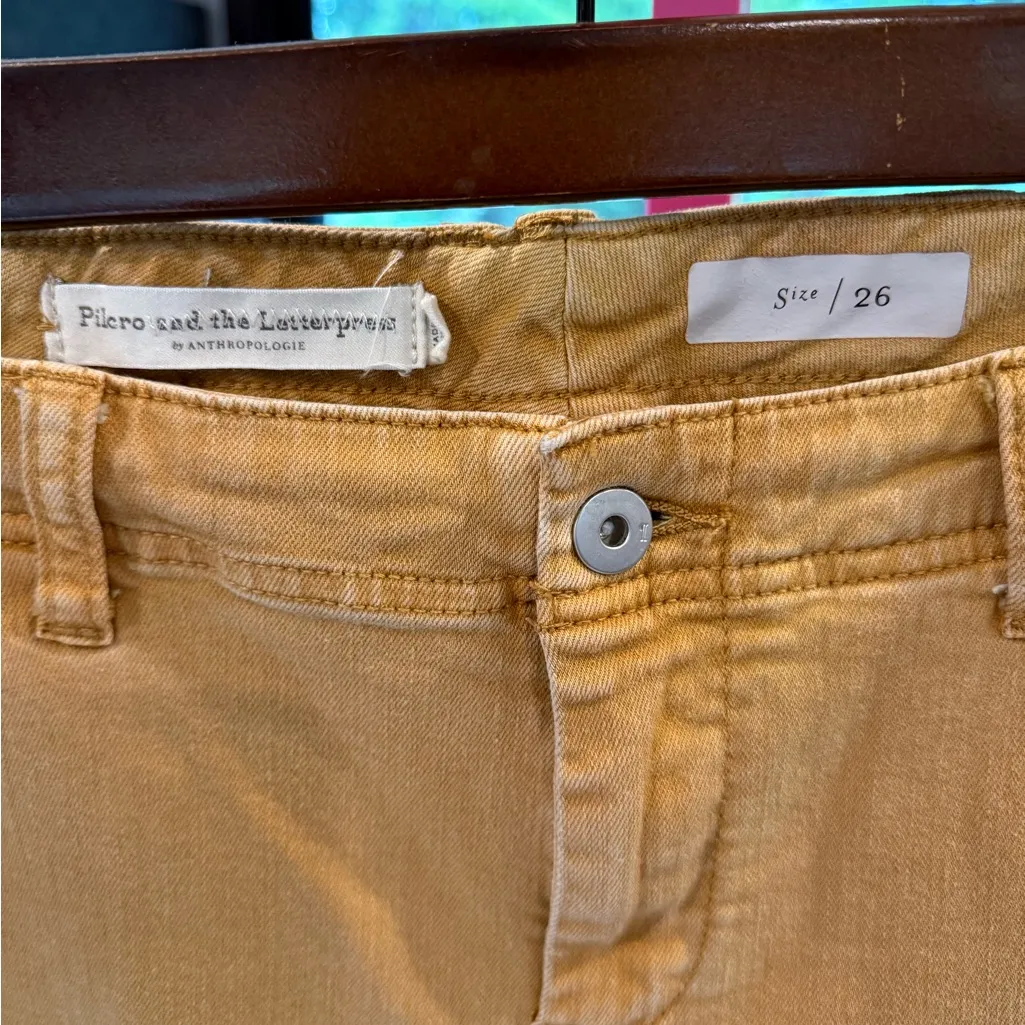 Pilcro and the Letterpress
by ANTHROPOLOGIE
Size / 26